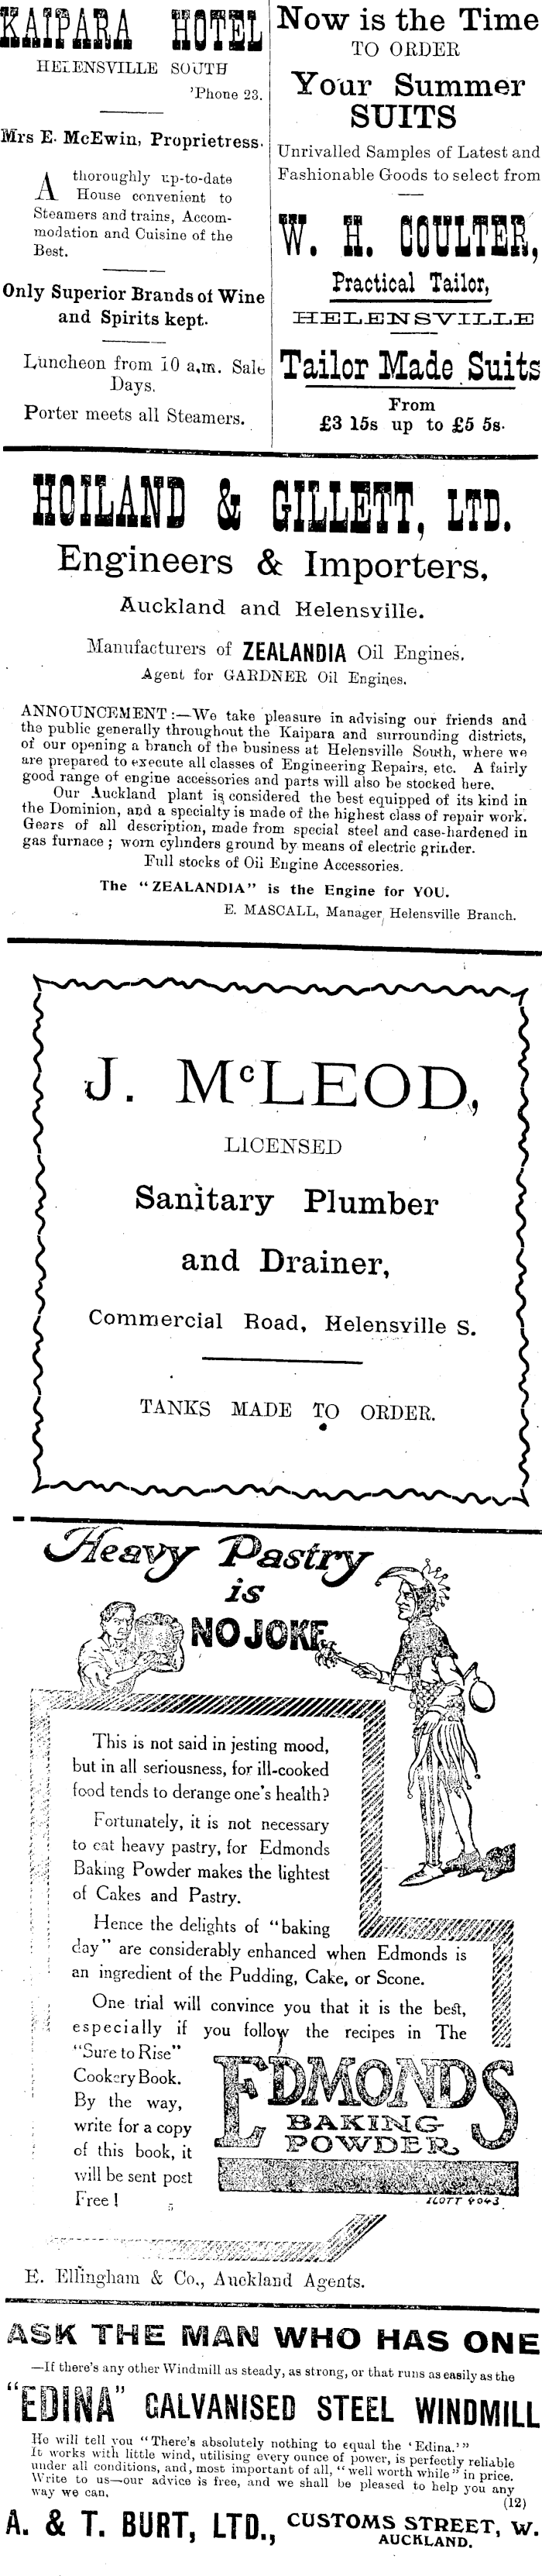 KAIPARA HOTEL
HELENSVILLE SOUTH
'Phone 23.
Mrs E. McEwin, Proprietress.
A thoroughly up-to-date
House convenient to
Steamers and trains, Accom-
modation and Cuisine of the
Best.
Only Superior Brands of Wine
and Spirits kept.
Luncheon from 10 a.m. Sale
Days.
Porter meets all Steamers.
Now is the Time
TO ORDER
Your Summer
SUITS
Unrivalled Samples of Latest and
Fashionable Goods to select from
W. H. COULTER,
Practical Tailor,
HELENSVILLE
Tailor Made Suits
From
£3 15s up to £5 5s.
HOILAND & GILLETT, LTD.
Engineers & Importers,
Auckland and Helensville.
Manufacturers of ZEALANDIA Oil Engines.
Agent for GARDNER Oil Engines.
ANNOUNCEMENT:—We take pleasure in advising our friends and
the public generally throughout the Kaipara and surrounding districts,
of our opening a branch of the business at Helensville South, where we
are prepared to execute all classes of Engineering Repairs, etc. A fairly
good range of engine accessories and parts will also be stocked here.
Our Auckland plant is considered the best equipped of its kind in
the Dominion, and a specialty is made of the highest class of repair work.
Gears of all description, made from special steel and case-hardened in
gas furnace; worn cylinders ground by means of electric grinder.
Full stocks of Oil Engine Accessories.
The "ZEALANDIA" is the Engine for YOU.
E. MASCALL, Manager, Helensville Branch.
J. McLEOD,
LICENSED
Sanitary Plumber
and Drainer,
Commercial Road, Helensville S.
TANKS MADE TO ORDER.
Heavy Pastry
is
NO JOKE
This is not said in jesting mood,
but in all seriousness, for ill-cooked
food tends to derange one's health?
Fortunately, it is not necessary
to eat heavy pastry, for Edmonds
Baking Powder makes the lightest
of Cakes and Pastry.
Hence the delights of "baking
day" are considerably enhanced when Edmonds is
an ingredient of the Pudding, Cake, or Scone.
One trial will convince you that it is the best,
especially if you follow the recipes in The
"Sure to Rise"
Cookery Book.
By the way,
write for a copy
of this book, it
will be sent post
Free!
5
EDMONDS
BAKING
POWDER
ILOTT 4043
E. Ellingham & Co., Auckland Agents.
ASK THE MAN WHO HAS ONE
—If there's any other Windmill as steady, as strong, or that runs as easily as the
"EDINA" GALVANISED STEEL WINDMILL
He will tell you "There's absolutely nothing to equal the 'Edina.'"
It works with little wind, utilising every ounce of power, is perfectly reliable
under all conditions, and, most important of all, "well worth while" in price.
Write to us—our advice is free, and we shall be pleased to help you any
way we can.
(12)
A. & T. BURT, LTD., CUSTOMS STREET, W.
AUCKLAND.